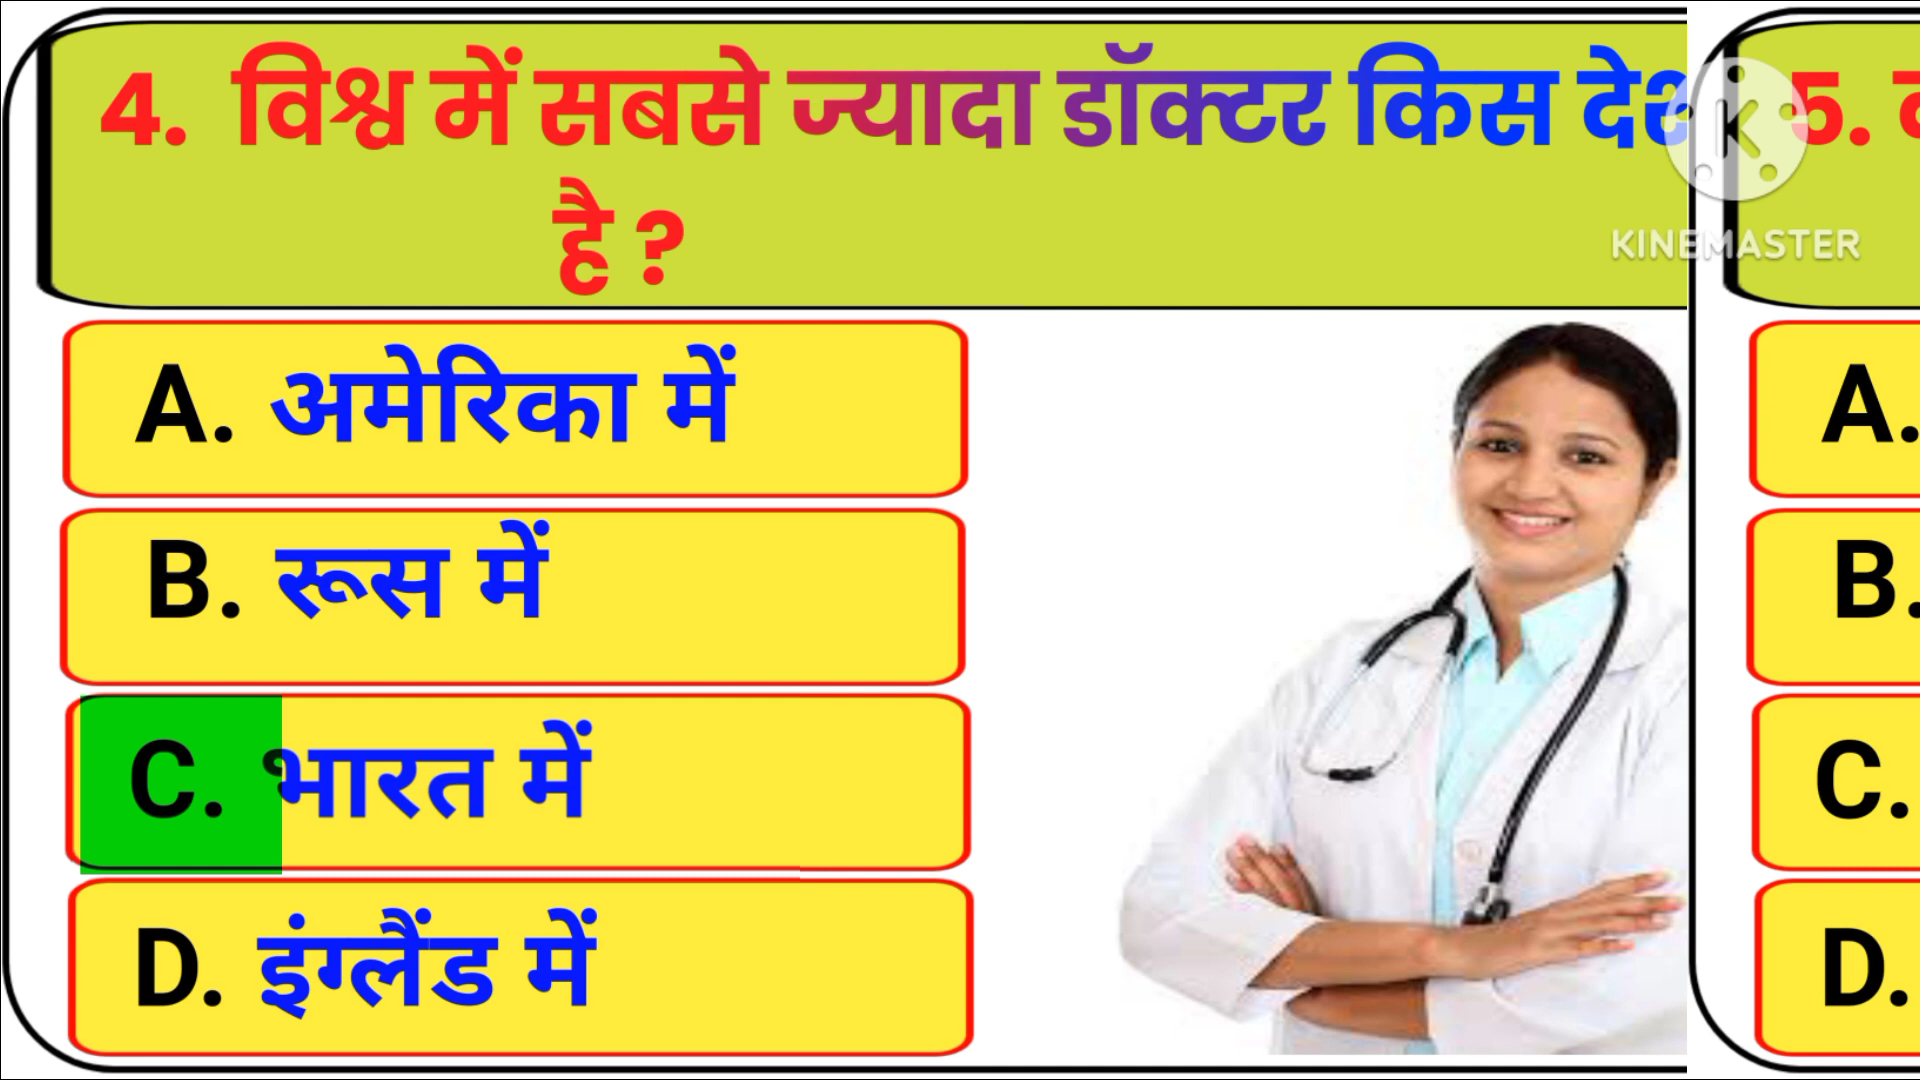 4. विश्व में सबसे ज्यादा डॉक्टर किस
है ?
A. अमेरिका में
B. रूस में
C. भारत में
D. इंग्लैंड में
KINEMASTER
5.
A.
B.
C.
D.